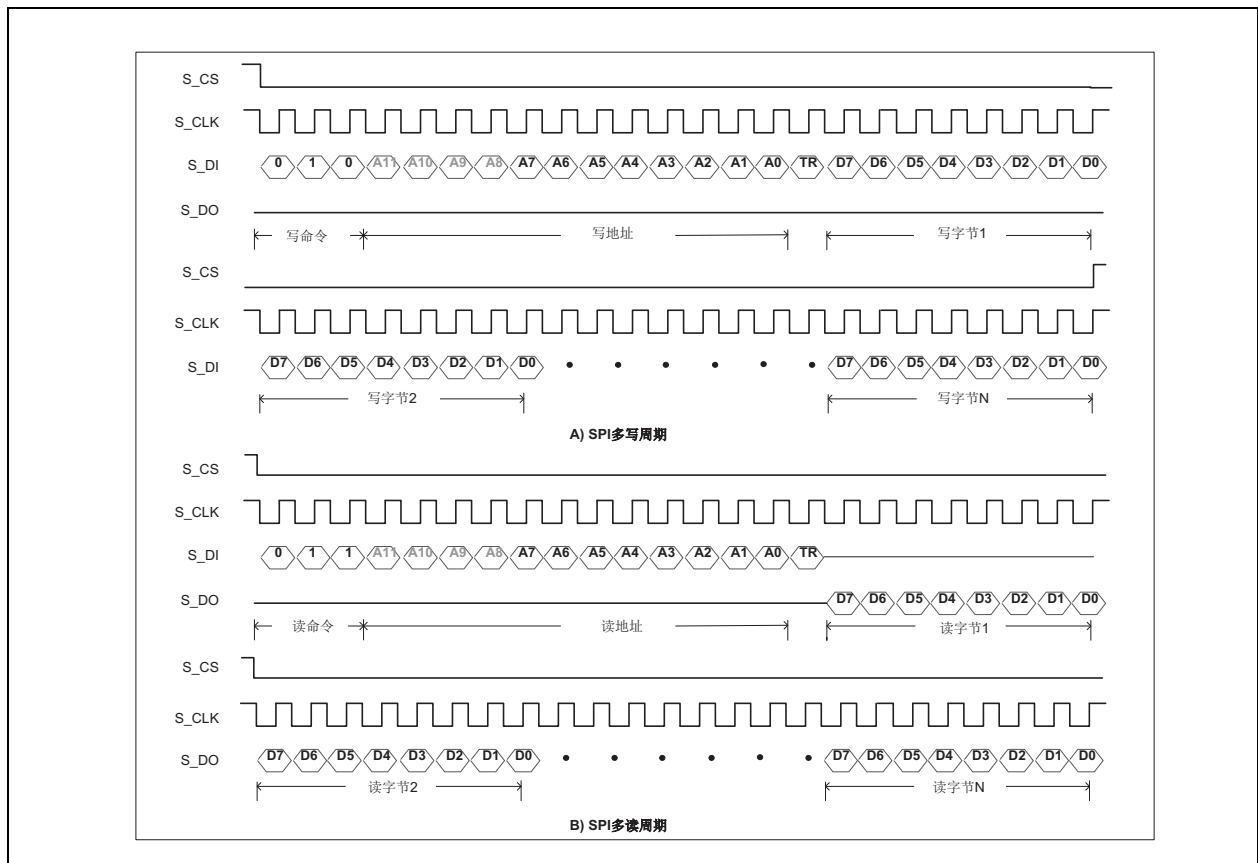 S_CS
S_CLK
S_DI 0 1 0 A11 A10 A9 A8 A7 A6 A5 A4 A3 A2 A1 A0 TR D7 D6 D5 D4 D3 D2 D1 D0
S_DO
写命令 写地址 写字节1
S_CS
S_CLK
S_DI D7 D6 D5 D4 D3 D2 D1 D0 • • • • • • D7 D6 D5 D4 D3 D2 D1 D0
写字节2 写字节N
A) SPI多写周期
S_CS
S_CLK
S_DI 0 1 1 A11 A10 A9 A8 A7 A6 A5 A4 A3 A2 A1 A0 TR
S_DO D7 D6 D5 D4 D3 D2 D1 D0
读命令 读地址 读字节1
S_CS
S_CLK
S_DO D7 D6 D5 D4 D3 D2 D1 D0 • • • • • • D7 D6 D5 D4 D3 D2 D1 D0
读字节2 读字节N
B) SPI多读周期